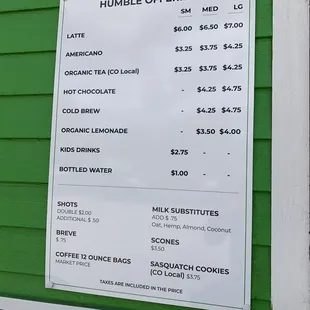 HUMBLE
SM MED LG
LATTE $6.00 $6.50 $7.00
AMERICANO $3.25 $3.75 $4.25
ORGANIC TEA (CO Local) $3.25 $3.75 $4.25
HOT CHOCOLATE - $4.25 $4.75
COLD BREW - $4.25 $4.75
ORGANIC LEMONADE - $3.50 $4.00
KIDS DRINKS $2.75 - -
BOTTLED WATER $1.00 - -
SHOTS
DOUBLE $2.00
ADDITIONAL $ .50
BREVE
$ .75
COFFEE 12 OUNCE BAGS
MARKET PRICE
MILK SUBSTITUTES
ADD $ .75
Oat, Hemp, Almond, Coconut
SCONES
$3.50
SASQUATCH COOKIES
(CO Local) $3.75
TAXES ARE INCLUDED IN THE PRICE